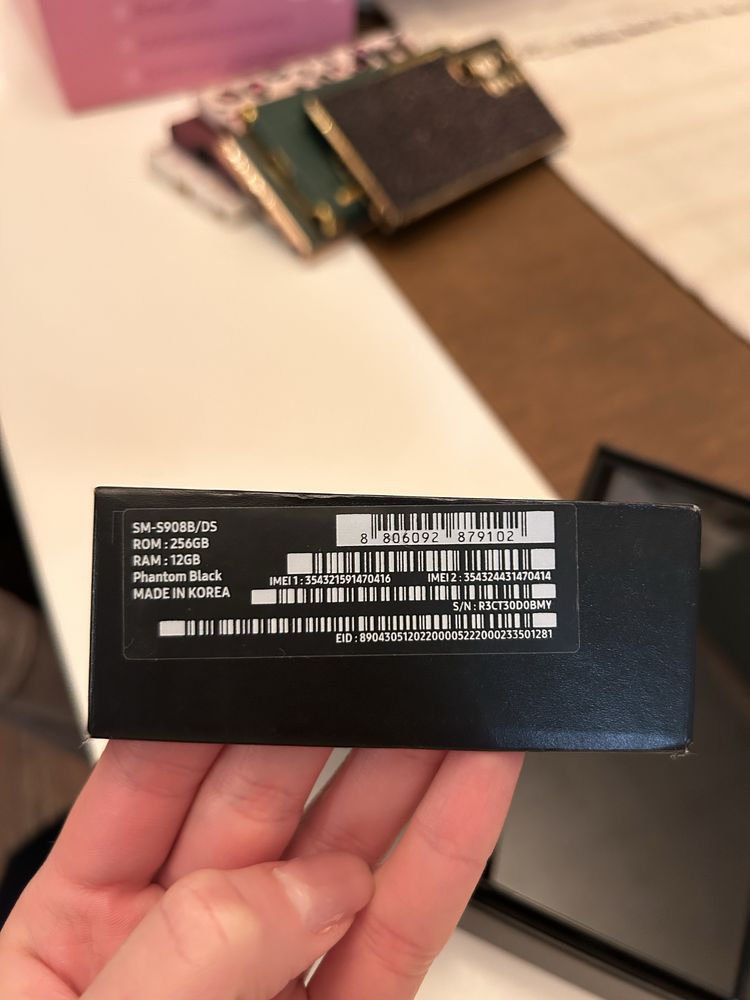 SM-S908B/DS
ROM : 256GB
RAM : 12GB
Phantom Black
MADE IN KOREA
8 806092 879102
IMEI 1 : 354321591470416 IMEI 2 : 354324431470414
S/N : R3CT30D0BMY
EID : 89043051202200005222000233501281